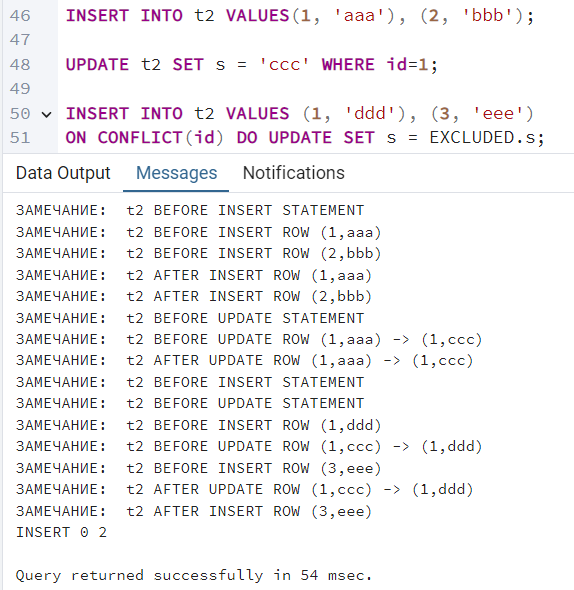 46 INSERT INTO t2 VALUES(1, 'aaa'), (2, 'bbb');
47
48 UPDATE t2 SET s = 'ccc' WHERE id=1;
49
50 INSERT INTO t2 VALUES (1, 'ddd'), (3, 'eee')
51 ON CONFLICT(id) DO UPDATE SET s = EXCLUDED.s;
Data Output Messages Notifications
ЗАМЕЧАНИЕ: t2 BEFORE INSERT STATEMENT
ЗАМЕЧАНИЕ: t2 BEFORE INSERT ROW (1,aaa)
ЗАМЕЧАНИЕ: t2 BEFORE INSERT ROW (2,bbb)
ЗАМЕЧАНИЕ: t2 AFTER INSERT ROW (1,aaa)
ЗАМЕЧАНИЕ: t2 AFTER INSERT ROW (2,bbb)
ЗАМЕЧАНИЕ: t2 BEFORE UPDATE STATEMENT
ЗАМЕЧАНИЕ: t2 BEFORE UPDATE ROW (1,aaa) -> (1,ccc)
ЗАМЕЧАНИЕ: t2 AFTER UPDATE ROW (1,aaa) -> (1,ccc)
ЗАМЕЧАНИЕ: t2 BEFORE INSERT STATEMENT
ЗАМЕЧАНИЕ: t2 BEFORE UPDATE STATEMENT
ЗАМЕЧАНИЕ: t2 BEFORE INSERT ROW (1,ddd)
ЗАМЕЧАНИЕ: t2 BEFORE UPDATE ROW (1,ccc) -> (1,ddd)
ЗАМЕЧАНИЕ: t2 BEFORE INSERT ROW (3,eee)
ЗАМЕЧАНИЕ: t2 AFTER UPDATE ROW (1,ccc) -> (1,ddd)
ЗАМЕЧАНИЕ: t2 AFTER INSERT ROW (3,eee)
INSERT 0 2
Query returned successfully in 54 msec.